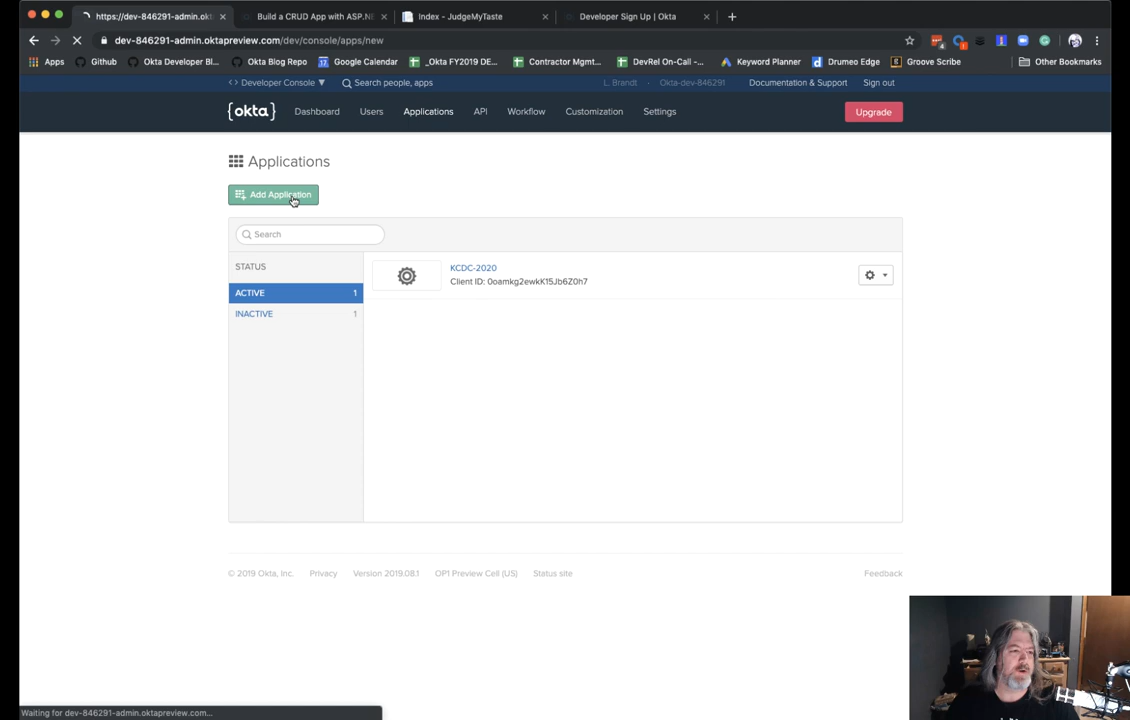 https://dev-846291-admin.okt
Build a CRUD App with ASP.NE
Index - JudgeMyTaste
Developer Sign Up | Okta
dev-846291-admin.oktapreview.com/dev/console/apps/new
Apps
Github
Okta Developer Bl...
Okta Blog Repo
Google Calendar
_Okta FY2019 DE...
Contractor Mgmt...
DevRel On-Call -...
Keyword Planner
Drumeo Edge
Groove Scribe
Other Bookmarks
<> Developer Console ▼
Search people, apps
L. Brandt · Okta-dev-846291
Documentation & Support
Sign out
{okta}
Dashboard
Users
Applications
API
Workflow
Customization
Settings
Upgrade
Applications
Add Application
Search
STATUS
ACTIVE 1
INACTIVE 1
KCDC-2020
Client ID: 0oamkg2ewkK15Jb6Z0h7
© 2019 Okta, Inc.
Privacy
Version 2019.08.1
OP1 Preview Cell (US)
Status site
Feedback
Waiting for dev-846291-admin.oktapreview.com...